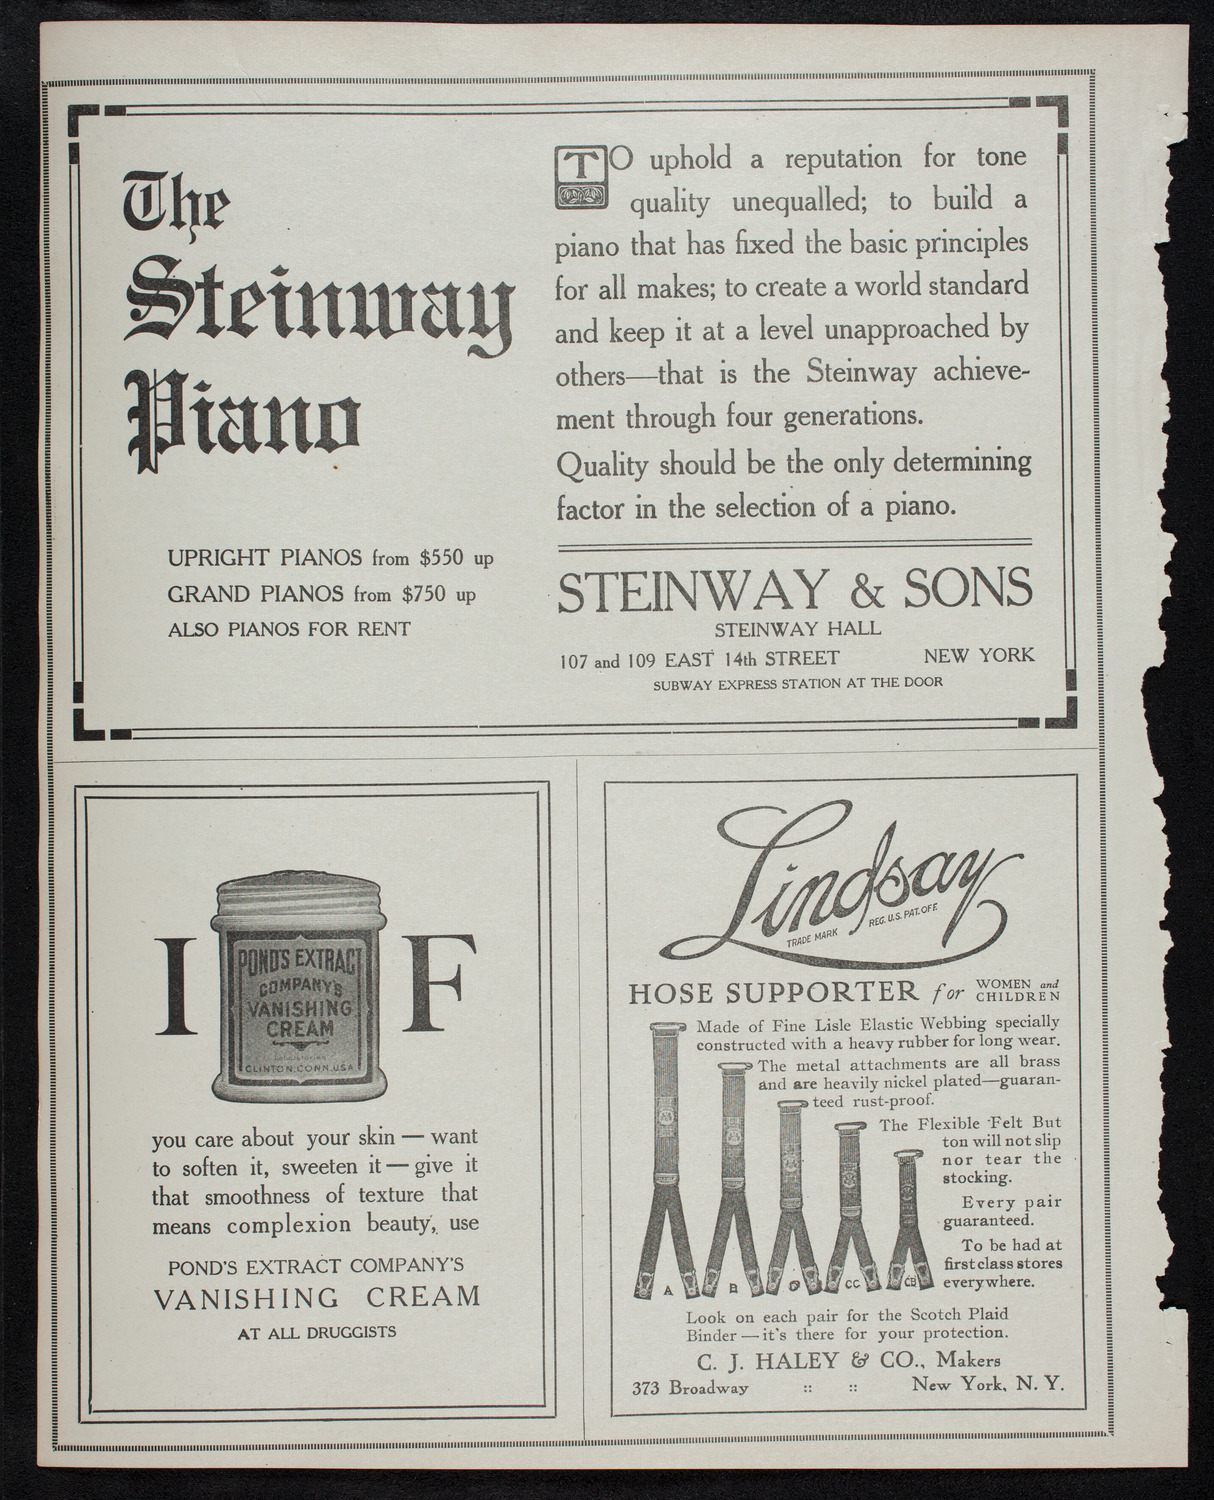 The
Steinway
Piano
UPRIGHT PIANOS from $550 up
GRAND PIANOS from $750 up
ALSO PIANOS FOR RENT
TO uphold a reputation for tone
quality unequalled; to build a
piano that has fixed the basic principles
for all makes; to create a world standard
and keep it at a level unapproached by
others—that is the Steinway achieve-
ment through four generations.
Quality should be the only determining
factor in the selection of a piano.
STEINWAY & SONS
STEINWAY HALL
107 and 109 EAST 14th STREET NEW YORK
SUBWAY EXPRESS STATION AT THE DOOR
I F
POND'S EXTRACT
COMPANY'S
VANISHING
CREAM
Laboratories
CLINTON.CONN.USA
you care about your skin — want
to soften it, sweeten it — give it
that smoothness of texture that
means complexion beauty, use
POND'S EXTRACT COMPANY'S
VANISHING CREAM
AT ALL DRUGGISTS
Lindsay
TRADE MARK REG. U.S. PAT. OFF.
HOSE SUPPORTER for WOMEN and CHILDREN
Made of Fine Lisle Elastic Webbing specially
constructed with a heavy rubber for long wear.
The metal attachments are all brass
and are heavily nickel plated—guaran-
teed rust-proof.
The Flexible Felt But
ton will not slip
nor tear the
stocking.
Every pair
guaranteed.
To be had at
first class stores
everywhere.
A B C CC CB
Look on each pair for the Scotch Plaid
Binder — it's there for your protection.
C. J. HALEY & CO., Makers
373 Broadway :: :: New York, N. Y.